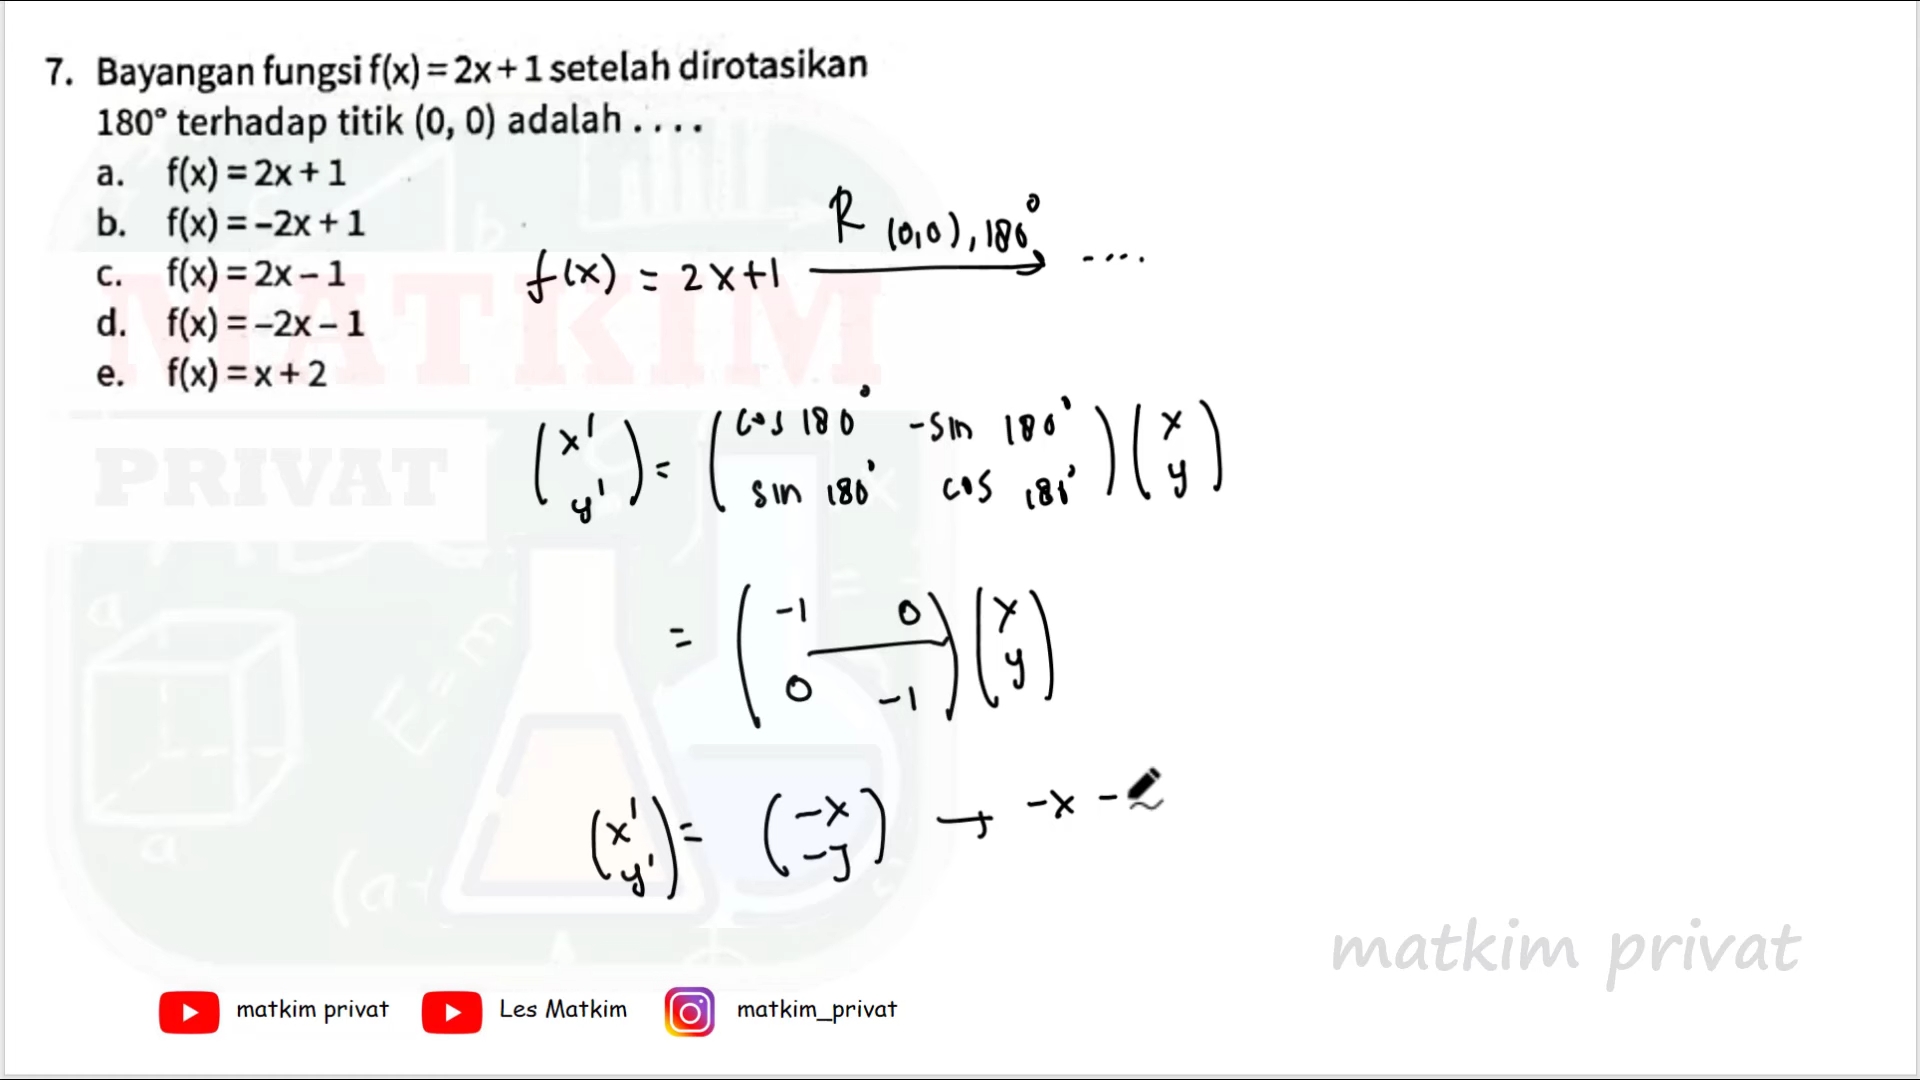 7. Bayangan fungsi f(x) = 2x + 1 setelah dirotasikan
180° terhadap titik (0, 0) adalah . . . .
a. f(x) = 2x + 1
b. f(x) = –2x + 1
c. f(x) = 2x – 1
d. f(x) = –2x – 1
e. f(x) = x + 2
f(x) = 2x+1 R (0,0), 180° → ....
(x' y') = (cos 180° -sin 180° sin 180° cos 180°) (x y)
= (-1 0 0 -1) (x y)
(x' y') = (-x -y) → -x -
MATKIM
PRIVAT
matkim privat
matkim privat
Les Matkim
matkim_privat